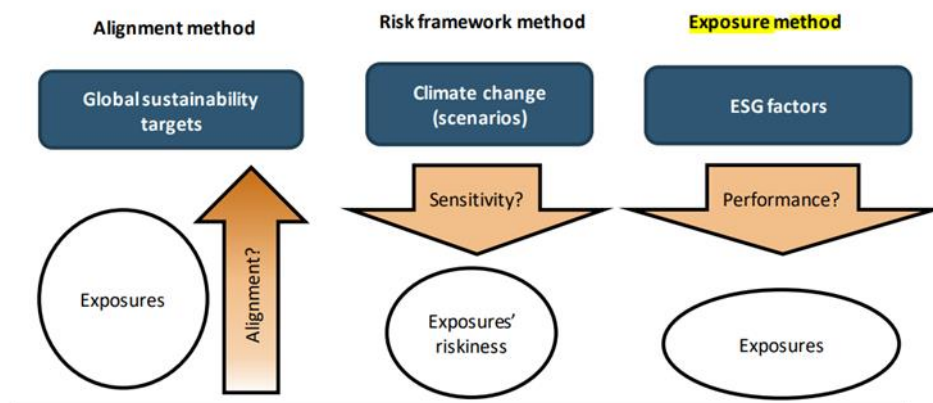 Alignment method
Risk framework method
Exposure method
Global sustainability
targets
Climate change
(scenarios)
ESG factors
Alignment?
Sensitivity?
Performance?
Exposures
Exposures'
riskiness
Exposures